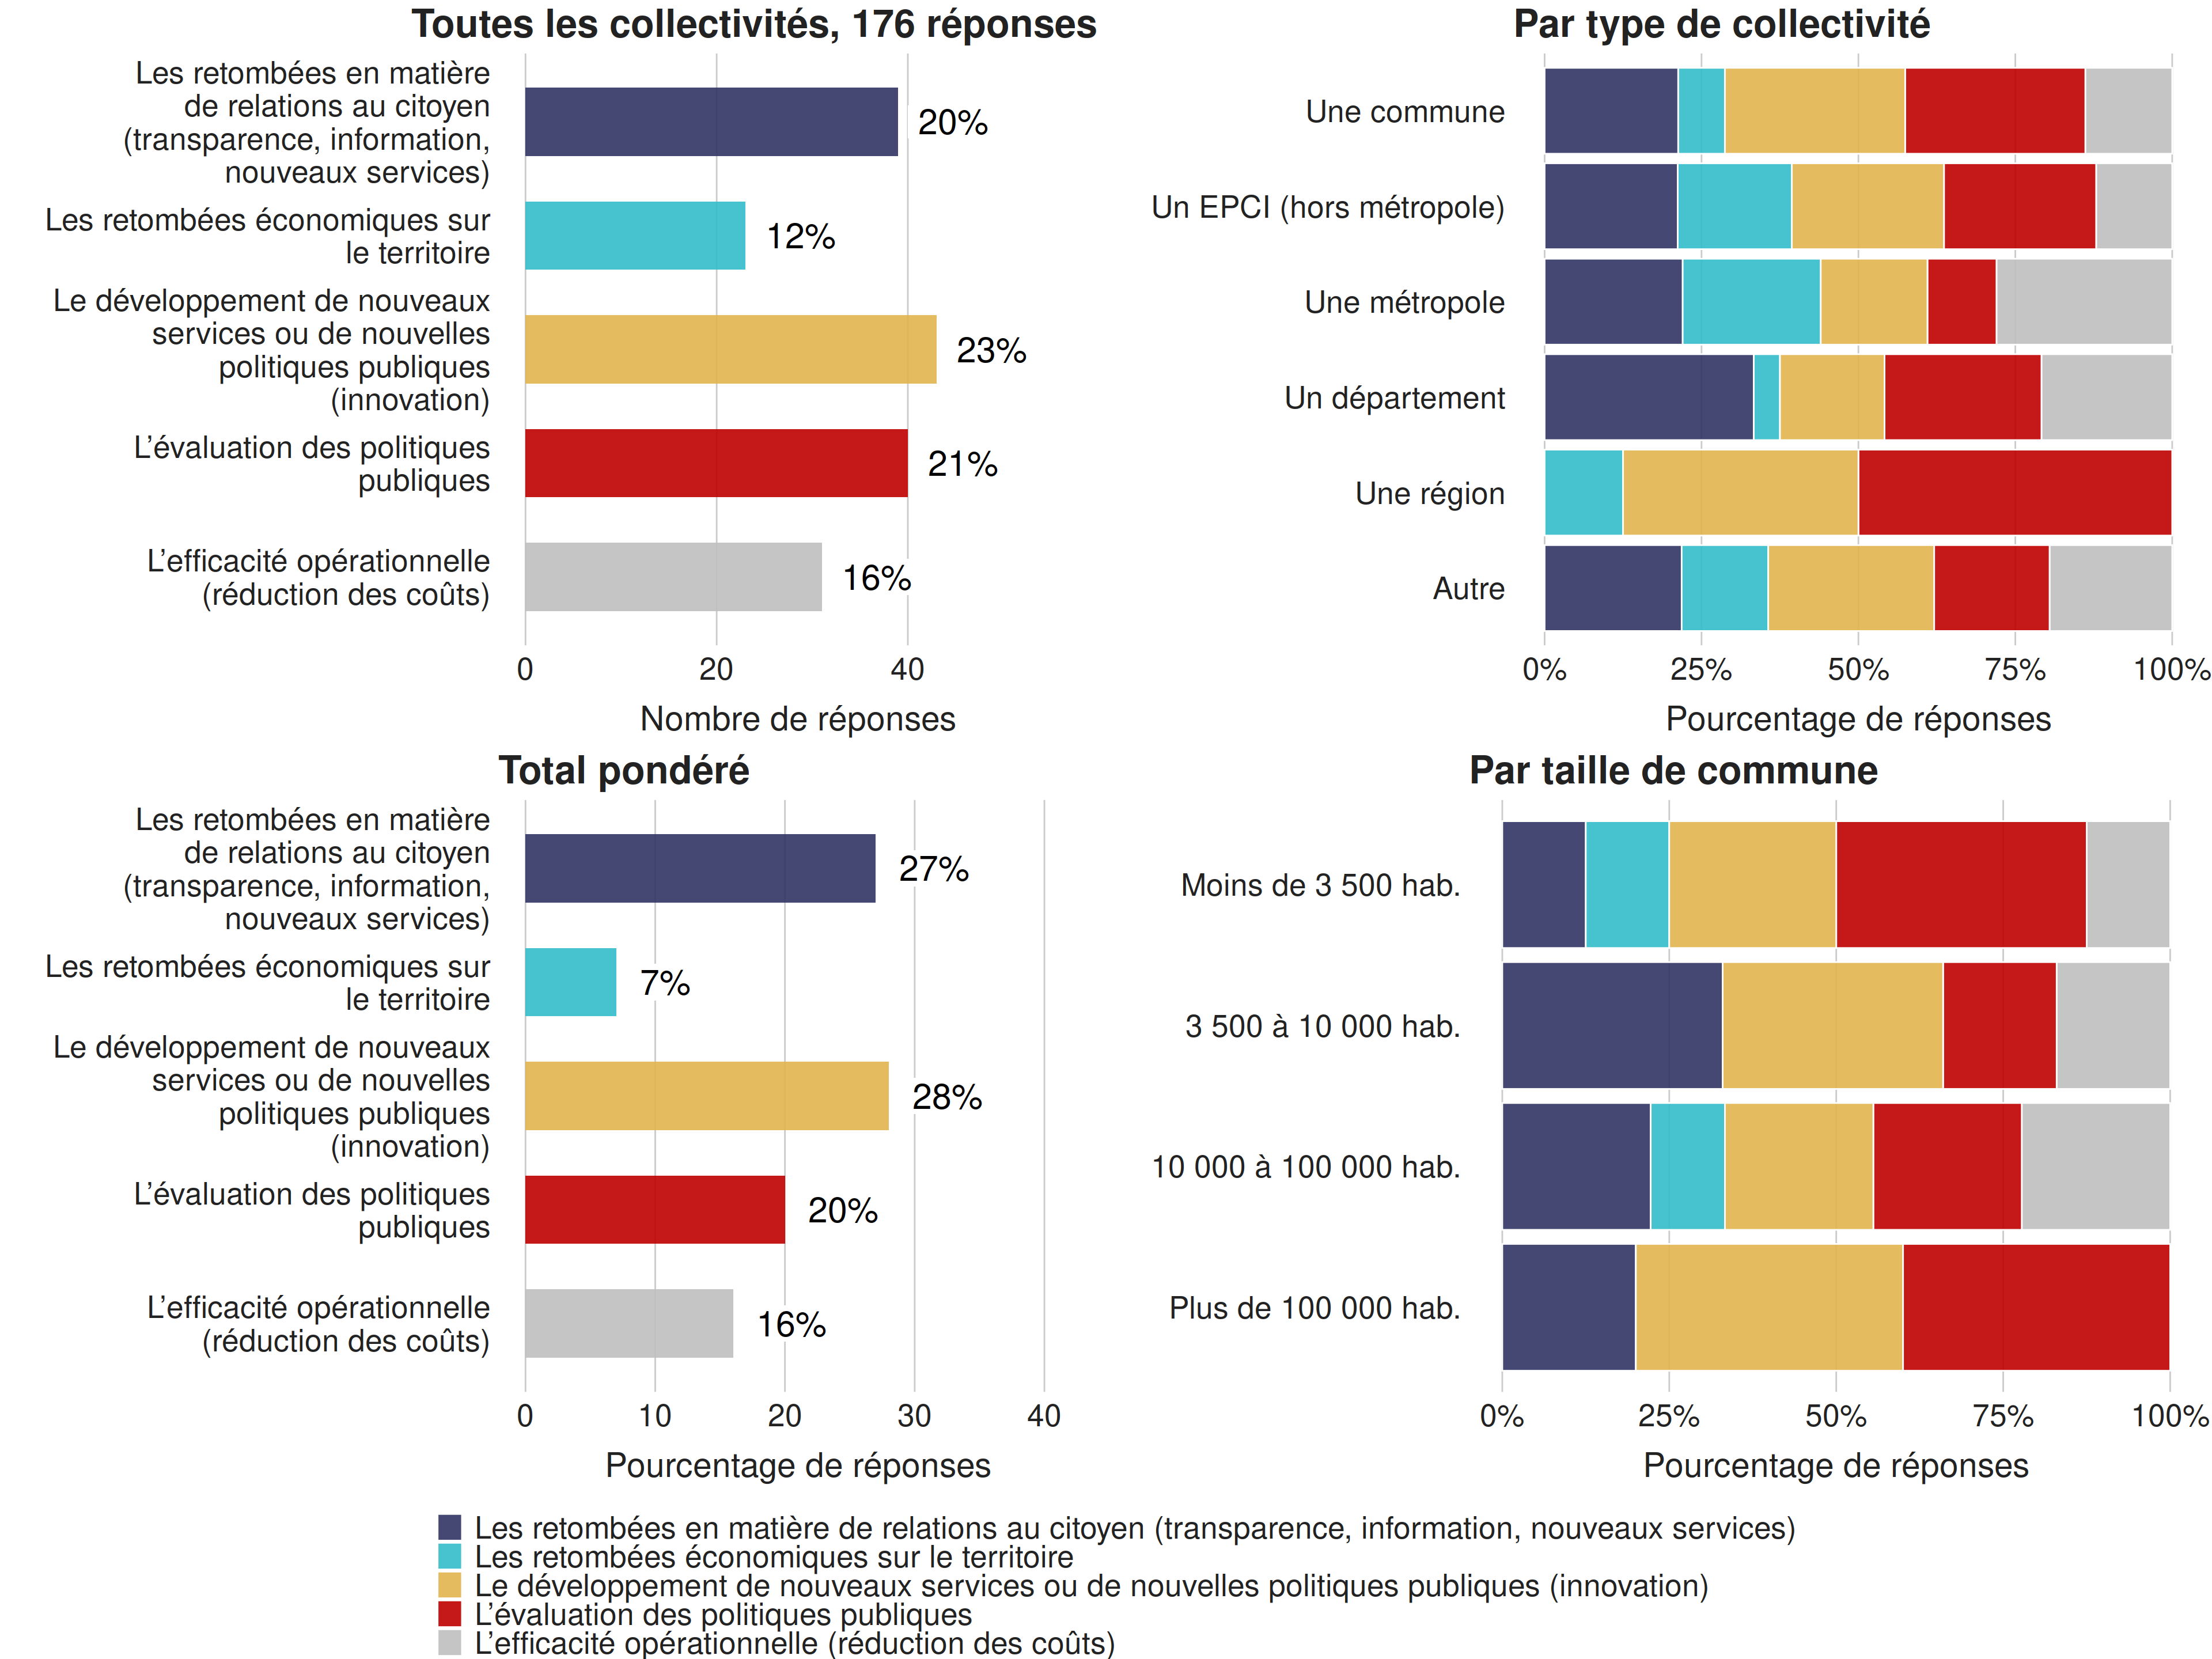 Toutes les collectivités, 176 réponses
Les retombées en matière
de relations au citoyen
(transparence, information,
nouveaux services)
20%
Les retombées économiques sur
le territoire
12%
Le développement de nouveaux
services ou de nouvelles
politiques publiques
(innovation)
23%
L’évaluation des politiques
publiques
21%
L’efficacité opérationnelle
(réduction des coûts)
16%
0 20 40
Nombre de réponses
Par type de collectivité
Une commune
Un EPCI (hors métropole)
Une métropole
Un département
Une région
Autre
0% 25% 50% 75% 100%
Pourcentage de réponses
Total pondéré
Les retombées en matière
de relations au citoyen
(transparence, information,
nouveaux services)
27%
Les retombées économiques sur
le territoire
7%
Le développement de nouveaux
services ou de nouvelles
politiques publiques
(innovation)
28%
L’évaluation des politiques
publiques
20%
L’efficacité opérationnelle
(réduction des coûts)
16%
0 10 20 30 40
Pourcentage de réponses
Par taille de commune
Moins de 3 500 hab.
3 500 à 10 000 hab.
10 000 à 100 000 hab.
Plus de 100 000 hab.
0% 25% 50% 75% 100%
Pourcentage de réponses
Les retombées en matière de relations au citoyen (transparence, information, nouveaux services)
Les retombées économiques sur le territoire
Le développement de nouveaux services ou de nouvelles politiques publiques (innovation)
L’évaluation des politiques publiques
L’efficacité opérationnelle (réduction des coûts)